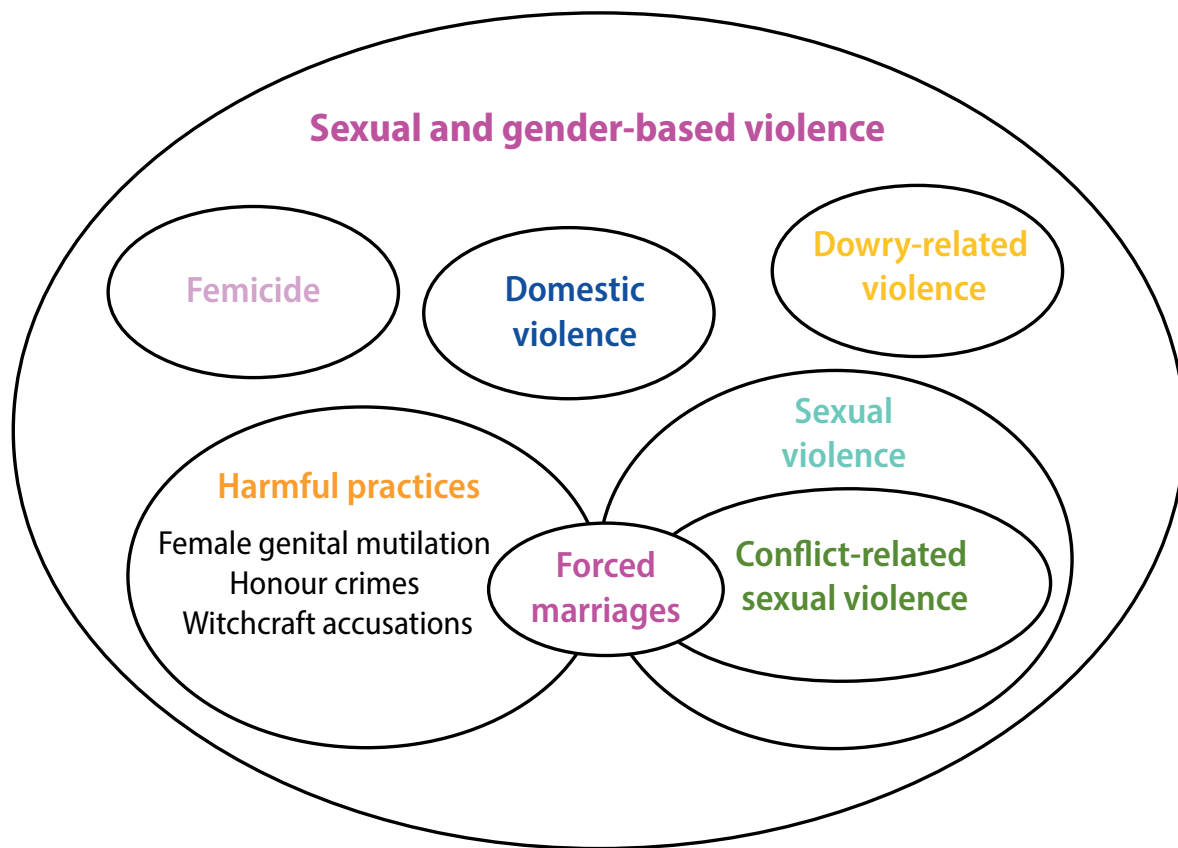 Sexual and gender-based violence
Femicide
Domestic
violence
Dowry-related
violence
Harmful practices
Female genital mutilation
Honour crimes
Witchcraft accusations
Forced
marriages
Sexual
violence
Conflict-related
sexual violence